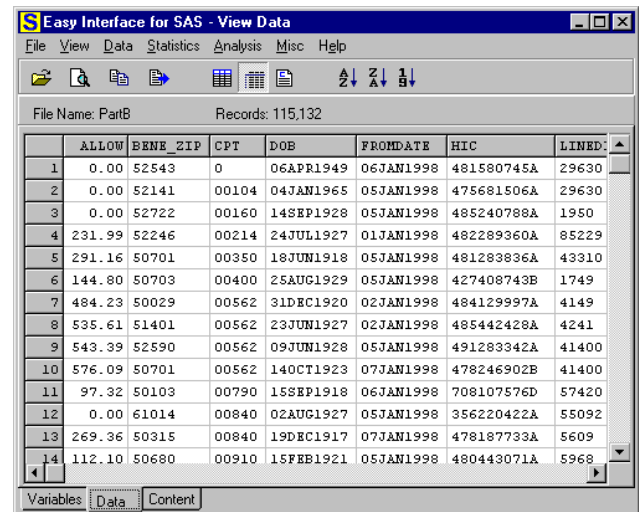 Easy Interface for SAS - View Data
File View Data Statistics Analysis Misc Help
File Name: PartB Records: 115,132
ALLOW BENE_ZIP CPT DOB FROMDATE HIC LINEDI
1 0.00 52543 0 06APR1949 06JAN1998 481580745A 29630
2 0.00 52141 00104 04JAN1965 05JAN1998 475681506A 29630
3 0.00 52722 00160 14SEP1928 05JAN1998 485240788A 1950
4 231.99 52246 00214 24JUL1927 01JAN1998 482289360A 85229
5 291.16 50701 00350 18JUN1918 05JAN1998 481283836A 43310
6 144.80 50703 00400 25AUG1929 05JAN1998 427408743B 1749
7 484.23 50029 00562 31DEC1920 02JAN1998 484129997A 4149
8 535.61 51401 00562 23JUN1927 02JAN1998 485442428A 4241
9 543.39 52590 00562 09JUN1928 05JAN1998 491283342A 41400
10 576.09 50701 00562 14OCT1923 07JAN1998 478246902B 41400
11 97.32 50103 00790 15SEP1918 06JAN1998 708107576D 57420
12 0.00 61014 00840 02AUG1927 05JAN1998 356220422A 55092
13 269.36 50315 00840 19DEC1917 07JAN1998 478187733A 5609
14 112.10 50680 00910 15FEB1921 05JAN1998 480443071A 5968
Variables Data Content